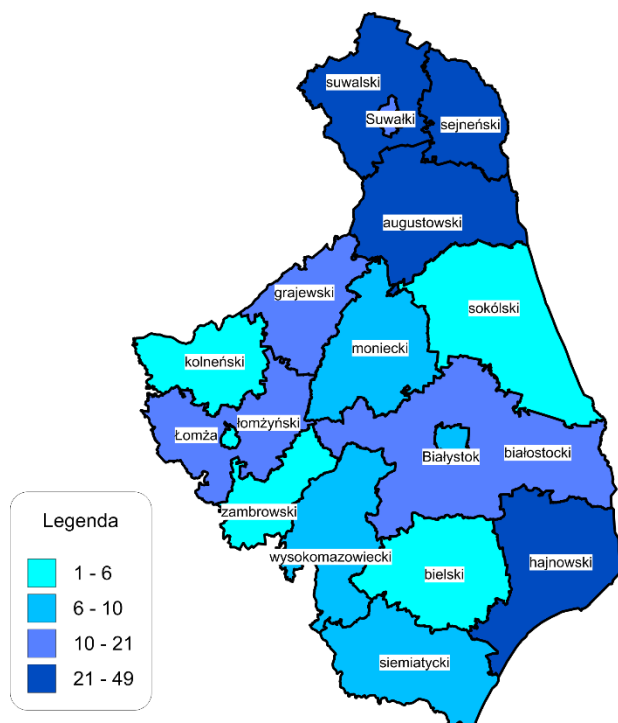 suwalski
Suwałki
sejneński
augustowski
grajewski
sokólski
moniecki
kolneński
Łomża
łomżyński
Białystok
białostocki
zambrowski
wysokomazowiecki
bielski
hajnowski
siemiatycki
Legenda
1 - 6
6 - 10
10 - 21
21 - 49